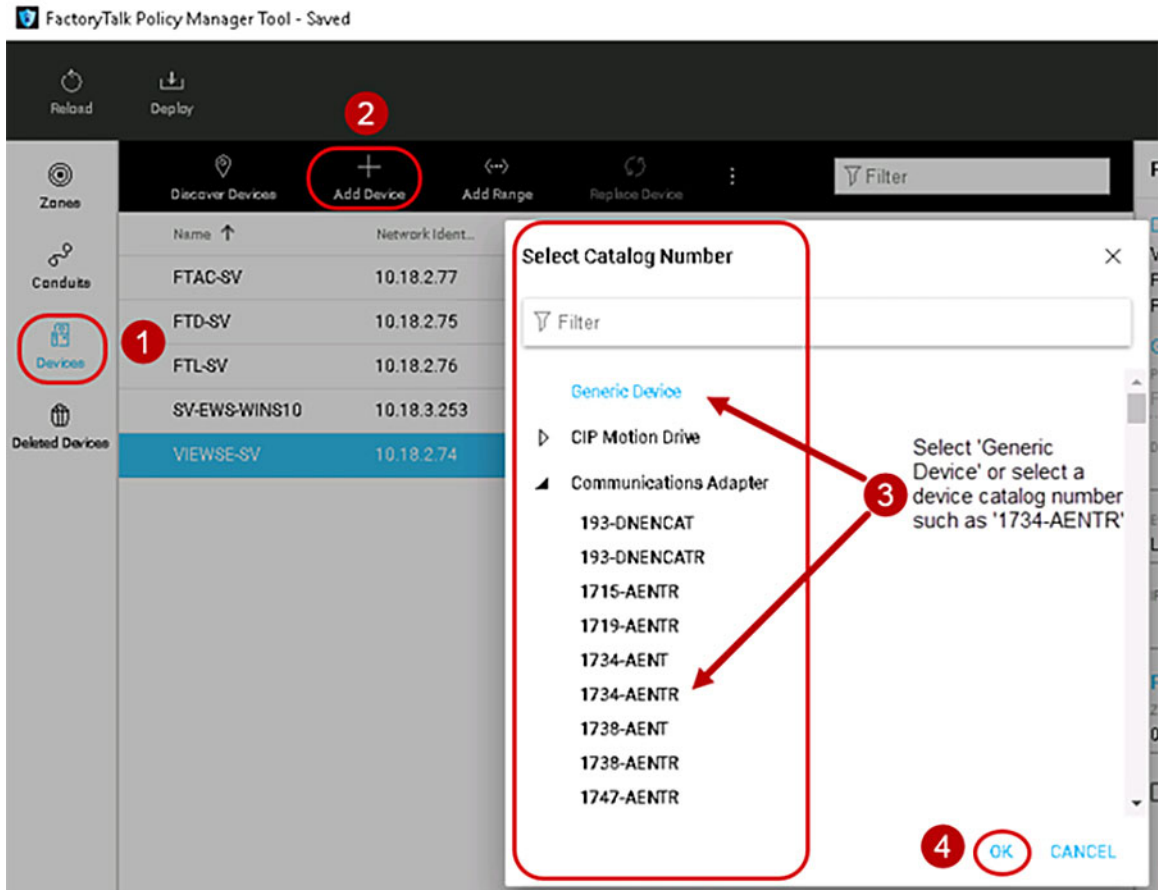 FactoryTalk Policy Manager Tool - Saved
Reload
Deploy
2
Zones
Discover Devices
Add Device
Add Range
Replace Device
Filter
Name
Network Ident...
Conduits
FTAC-SV
10.18.2.77
FTD-SV
10.18.2.75
1
Devices
FTL-SV
10.18.2.76
SV-EWS-WINS10
10.18.3.253
Deleted Devices
VIEWSE-SV
10.18.2.74
Select Catalog Number
Filter
Generic Device
CIP Motion Drive
Communications Adapter
193-DNENCAT
193-DNENCATR
1715-AENTR
1719-AENTR
1734-AENT
1734-AENTR
1738-AENT
1738-AENTR
1747-AENTR
3
Select 'Generic
Device' or select a
device catalog number
such as '1734-AENTR'
4
OK
CANCEL